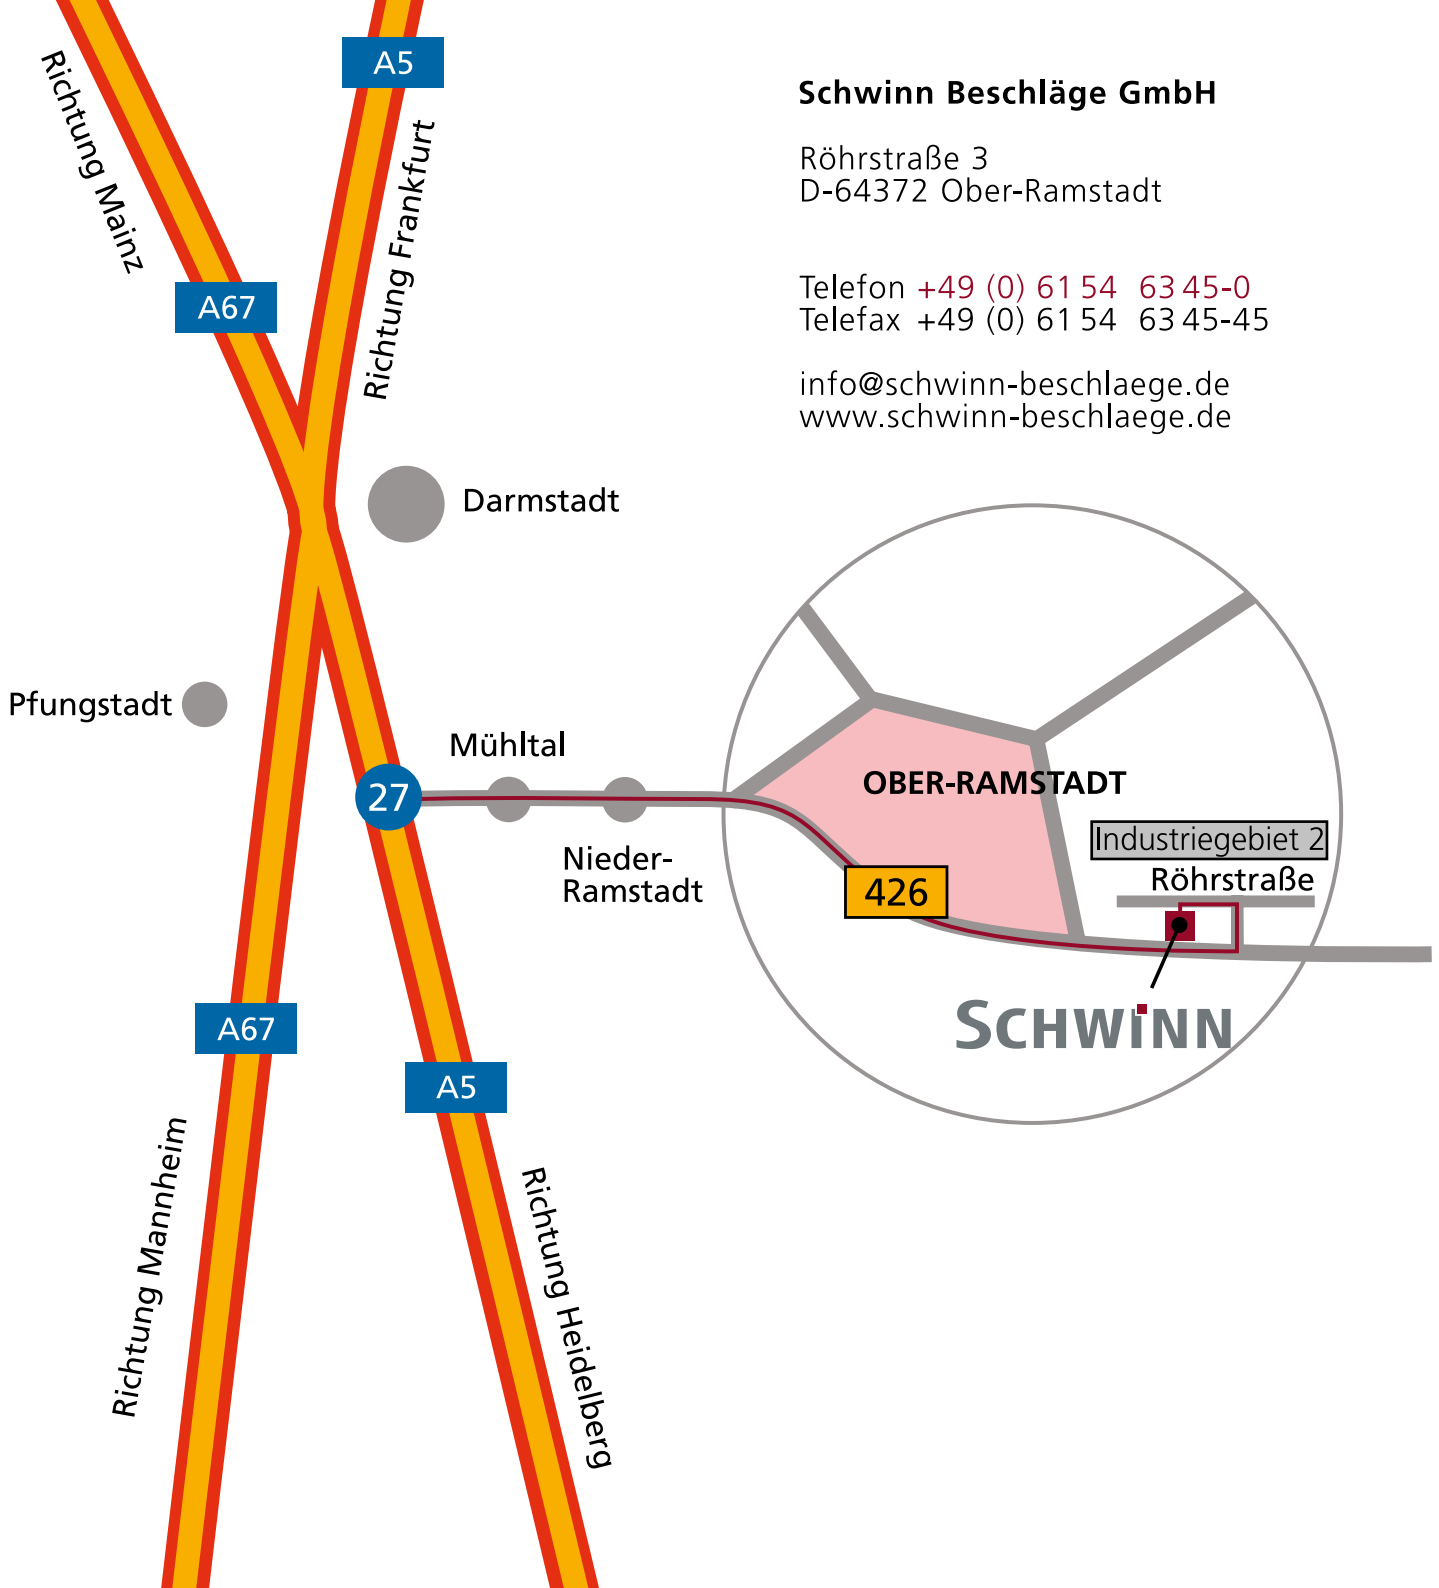 A5
Richtung Mainz
Richtung Frankfurt
A67
Schwinn Beschläge GmbH
Röhrstraße 3
D-64372 Ober-Ramstadt
Telefon +49 (0) 61 54 63 45-0
Telefax +49 (0) 61 54 63 45-45
info@schwinn-beschlaege.de
www.schwinn-beschlaege.de
Darmstadt
Pfungstadt
Mühltal
27
Nieder-
Ramstadt
OBER-RAMSTADT
Industriegebiet 2
Röhrstraße
426
SCHWINN
A67
A5
Richtung Mannheim
Richtung Heidelberg